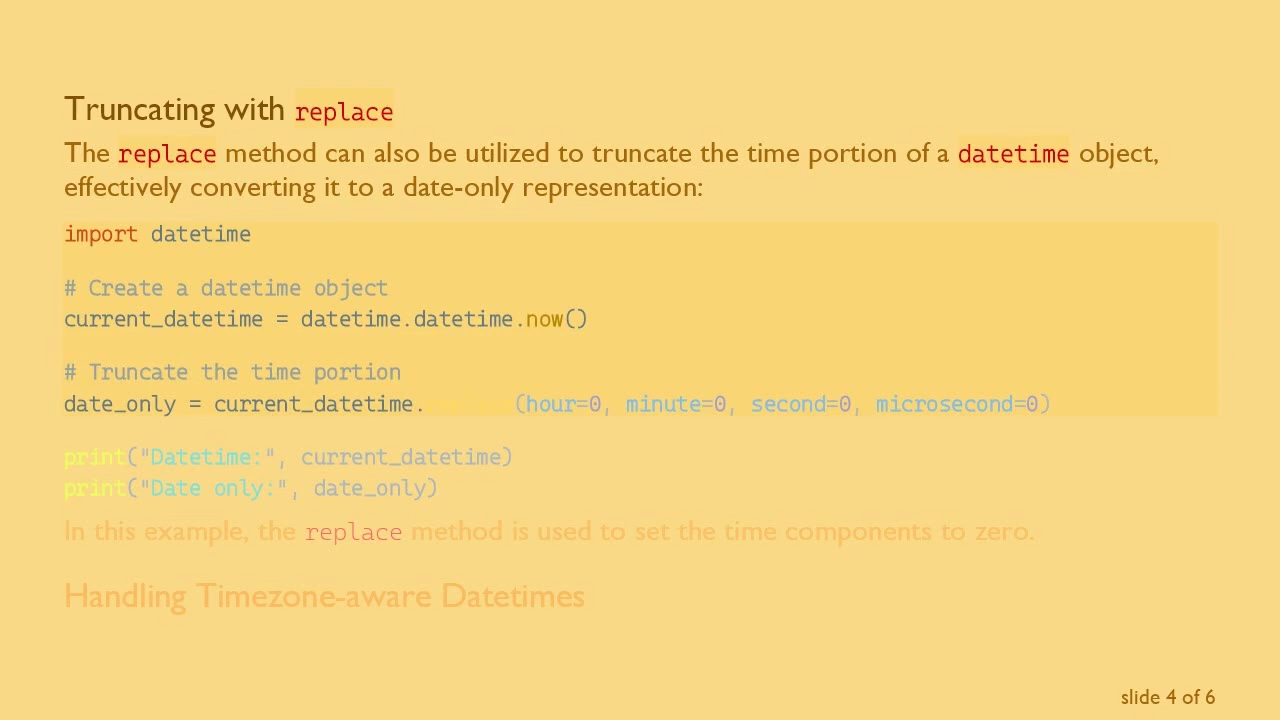 Truncating with replace
The replace method can also be utilized to truncate the time portion of a datetime object,
effectively converting it to a date-only representation:
import datetime
# Create a datetime object
current_datetime = datetime.datetime.now()
# Truncate the time portion
date_only = current_datetime. (hour=0, minute=0, second=0, microsecond=0)
print("Datetime:", current_datetime)
print("Date only:", date_only)
In this example, the replace method is used to set the time components to zero.
Handling Timezone-aware Datetimes
slide 4 of 6